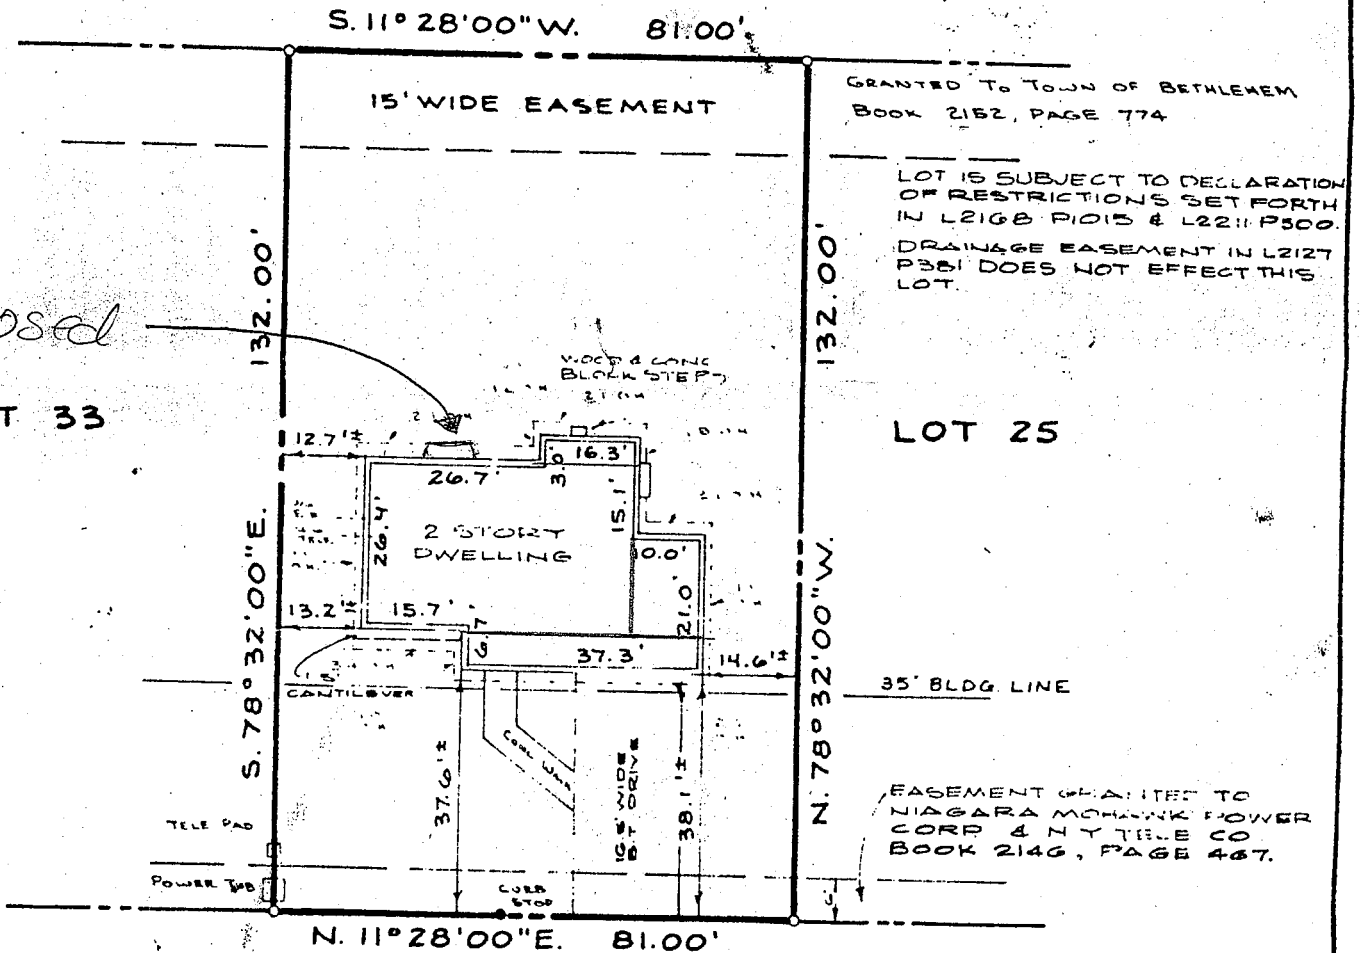 S. 11° 28' 00" W. 81.00'
15' WIDE EASEMENT
GRANTED TO TOWN OF BETHLEHEM
BOOK 2152, PAGE 774
LOT IS SUBJECT TO DECLARATION
OF RESTRICTIONS SET FORTH
IN L2168 P1015 & L2211 P500.
DRAINAGE EASEMENT IN L2127
P381 DOES NOT EFFECT THIS
LOT.
132.00'
132.00'
osed
WOOD & CONC
BLOCK STEP
T 33
LOT 25
12.7'±
26.7'
3.0'
16.3'
26.4'
15.1'
2 STORY
DWELLING
10.0'
21.0'
13.2'±
15.7'
6.7'
37.3'
14.6'±
CANTILEVER
35' BLDG. LINE
S. 78° 32' 00" E.
N. 78° 32' 00" W.
CONC WALK
37.6'±
WIDE
B.T. DRIVE
38.1'±
EASEMENT GRANTED TO
NIAGARA MOHAWK POWER
CORP & N Y TELE CO
BOOK 2146, PAGE 467.
TELE PAD
POWER TUB
CURB
STOP
6'
N. 11° 28' 00" E. 81.00'